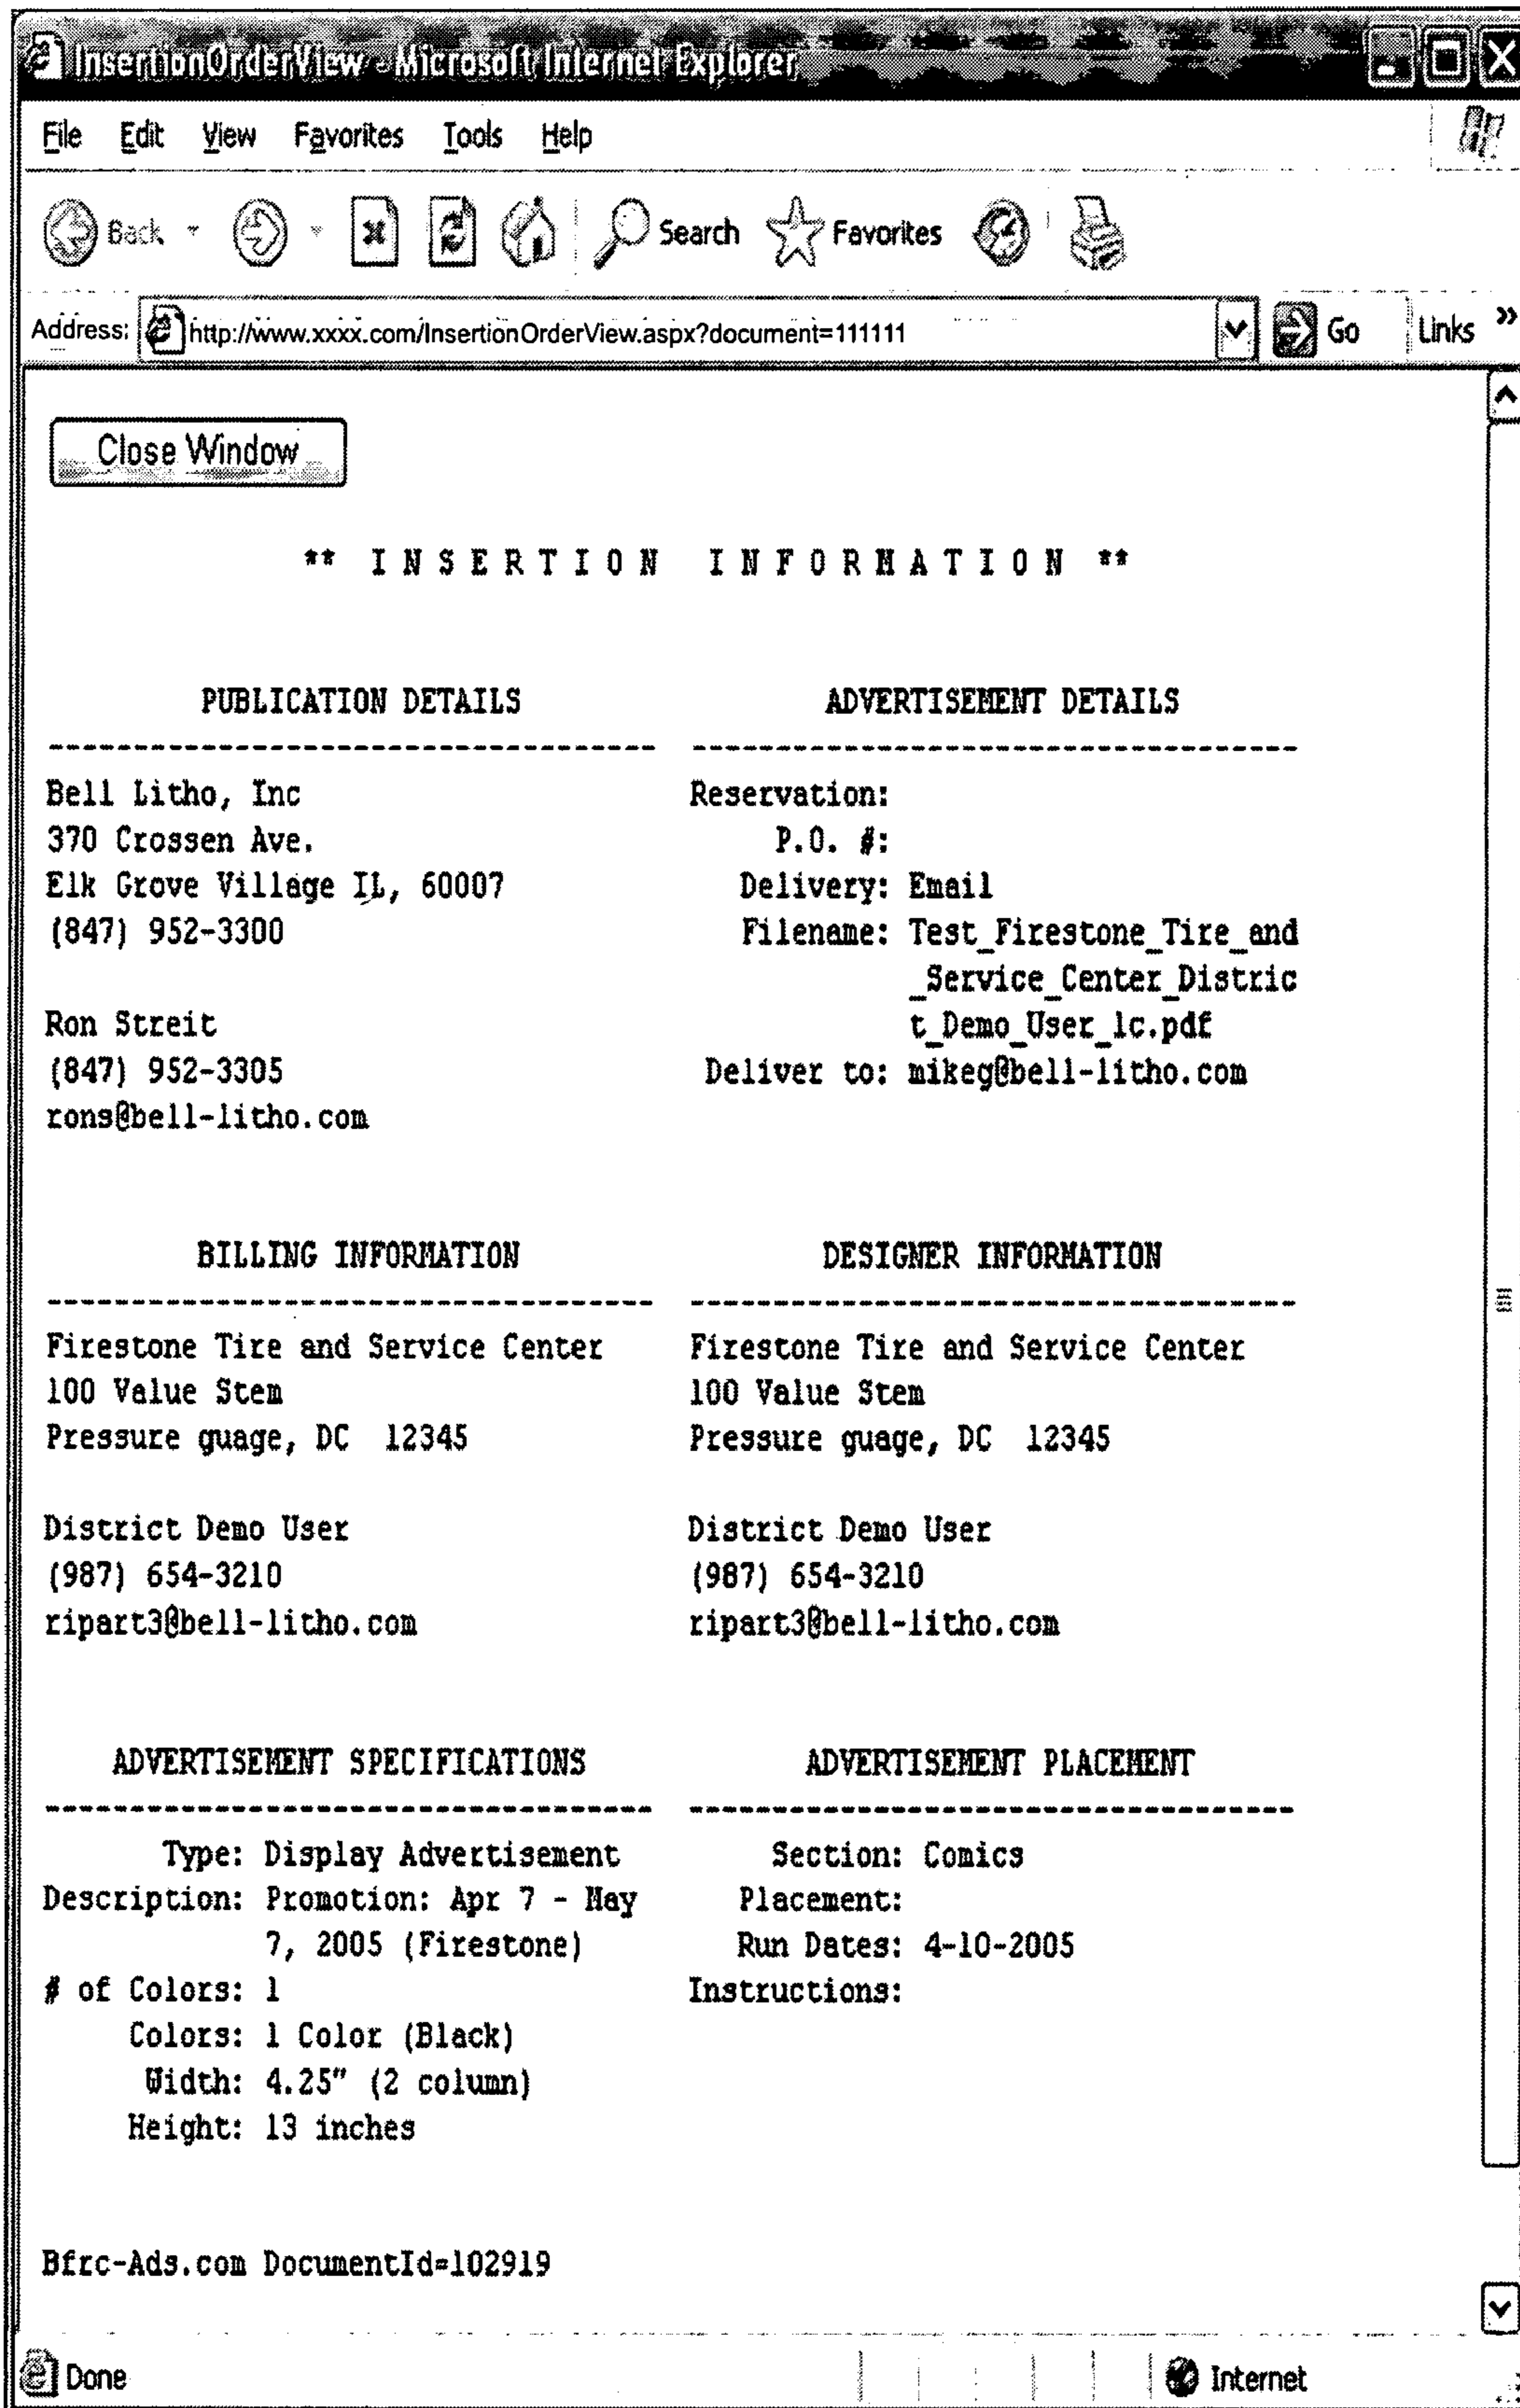 InsertionOrderView - Microsoft Internet Explorer
File Edit View Favorites Tools Help
Back Search Favorites
Address: http://www.xxxx.com/InsertionOrderView.aspx?document=111111 Go Links »
Close Window
** I N S E R T I O N I N F O R M A T I O N **
PUBLICATION DETAILS
-------------------------------------
Bell Litho, Inc
370 Crossen Ave.
Elk Grove Village IL, 60007
(847) 952-3300
Ron Streit
(847) 952-3305
rons@bell-litho.com
ADVERTISEMENT DETAILS
-------------------------------------
Reservation:
P.O. #:
Delivery: Email
Filename: Test_Firestone_Tire_and
_Service_Center_Distric
t_Demo_User_1c.pdf
Deliver to: mikeg@bell-litho.com
BILLING INFORMATION
-------------------------------------
Firestone Tire and Service Center
100 Value Stem
Pressure guage, DC 12345
District Demo User
(987) 654-3210
ripart3@bell-litho.com
DESIGNER INFORMATION
-------------------------------------
Firestone Tire and Service Center
100 Value Stem
Pressure guage, DC 12345
District Demo User
(987) 654-3210
ripart3@bell-litho.com
ADVERTISEMENT SPECIFICATIONS
-------------------------------------
Type: Display Advertisement
Description: Promotion: Apr 7 - May
7, 2005 (Firestone)
# of Colors: 1
Colors: 1 Color (Black)
Width: 4.25" (2 column)
Height: 13 inches
ADVERTISEMENT PLACEMENT
-------------------------------------
Section: Comics
Placement:
Run Dates: 4-10-2005
Instructions:
Bfrc-Ads.com DocumentId=102919
Done Internet